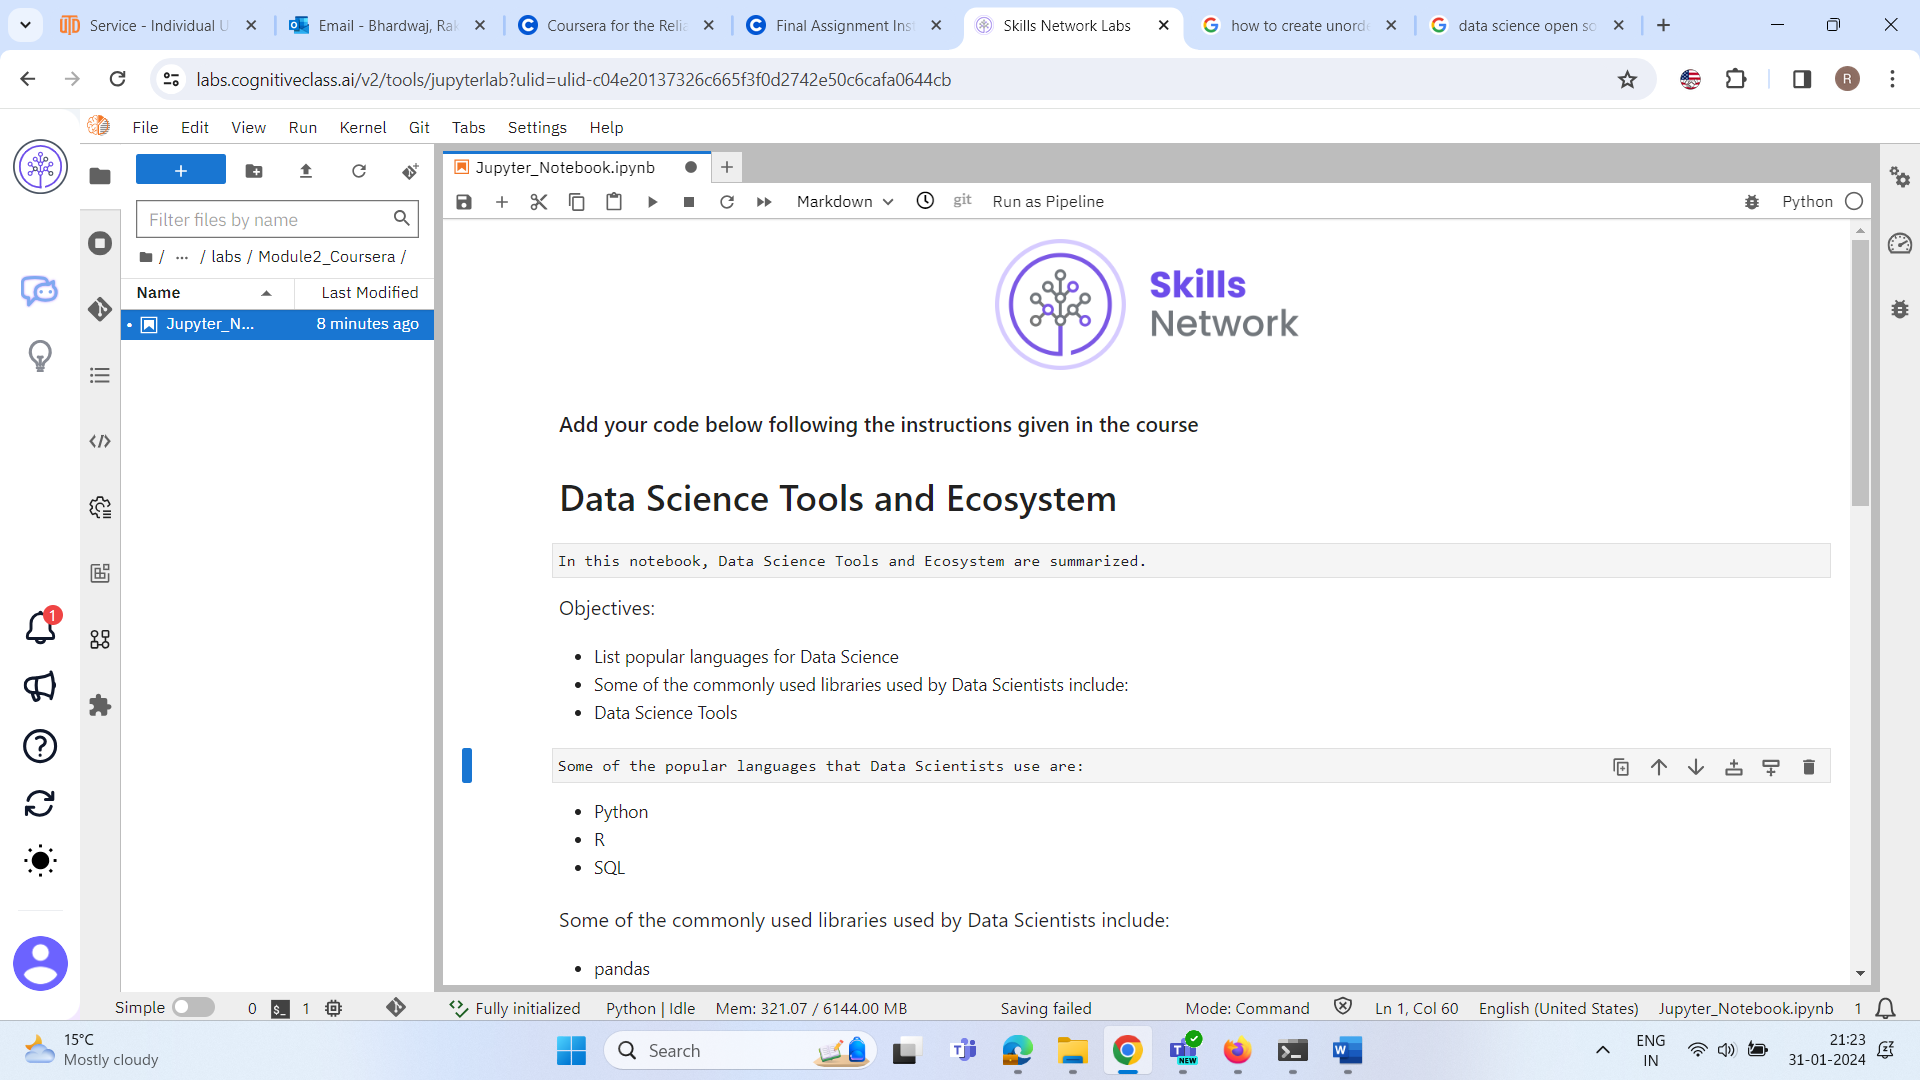 Service - Individual U
Email - Bhardwaj, Rak
Coursera for the Relia
Final Assignment Inst
Skills Network Labs
how to create unorde
data science open so
labs.cognitiveclass.ai/v2/tools/jupyterlab?ulid=ulid-c04e20137326c665f3f0d2742e50c6cafa0644cb
R
File Edit View Run Kernel Git Tabs Settings Help
Jupyter_Notebook.ipynb
Markdown
git
Run as Pipeline
Python
Filter files by name
/ ... / labs / Module2_Coursera /
Name Last Modified
Jupyter_N... 8 minutes ago
Skills
Network
Add your code below following the instructions given in the course
Data Science Tools and Ecosystem
In this notebook, Data Science Tools and Ecosystem are summarized.
Objectives:
• List popular languages for Data Science
• Some of the commonly used libraries used by Data Scientists include:
• Data Science Tools
Some of the popular languages that Data Scientists use are:
• Python
• R
• SQL
Some of the commonly used libraries used by Data Scientists include:
• pandas
1
Simple 0 $_ 1 Fully initialized Python | Idle Mem: 321.07 / 6144.00 MB Saving failed Mode: Command Ln 1, Col 60 English (United States) Jupyter_Notebook.ipynb 1
15°C
Mostly cloudy
Search
NEW
ENG
IN
21:23
31-01-2024